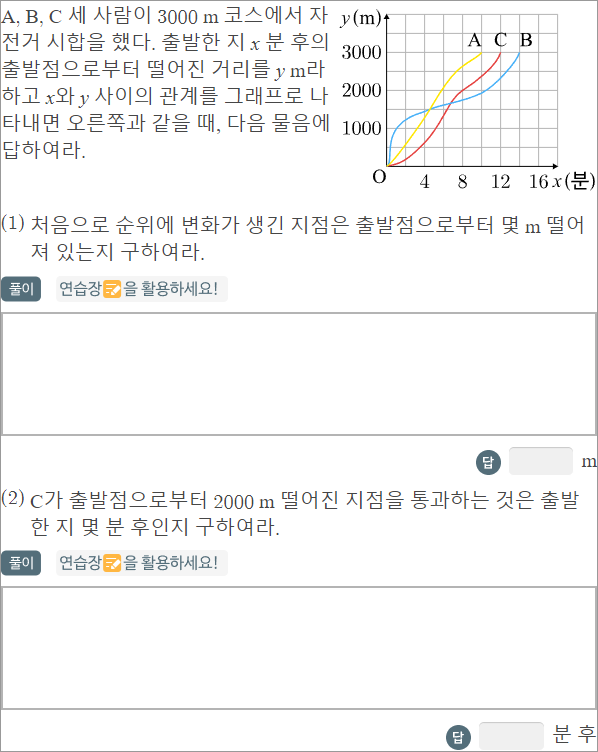 A, B, C 세 사람이 3000 m 코스에서 자
전거 시합을 했다. 출발한 지 x 분 후의
출발점으로부터 떨어진 거리를 y m라
하고 x와 y 사이의 관계를 그래프로 나
타내면 오른쪽과 같을 때, 다음 물음에
답하여라.
y(m)
A C B
3000
2000
1000
O
4 8 12 16 x(분)
(1) 처음으로 순위에 변화가 생긴 지점은 출발점으로부터 몇 m 떨어
져 있는지 구하여라.
풀이 연습장을 활용하세요!
답 m
(2) C가 출발점으로부터 2000 m 떨어진 지점을 통과하는 것은 출발
한 지 몇 분 후인지 구하여라.
풀이 연습장을 활용하세요!
답 분 후